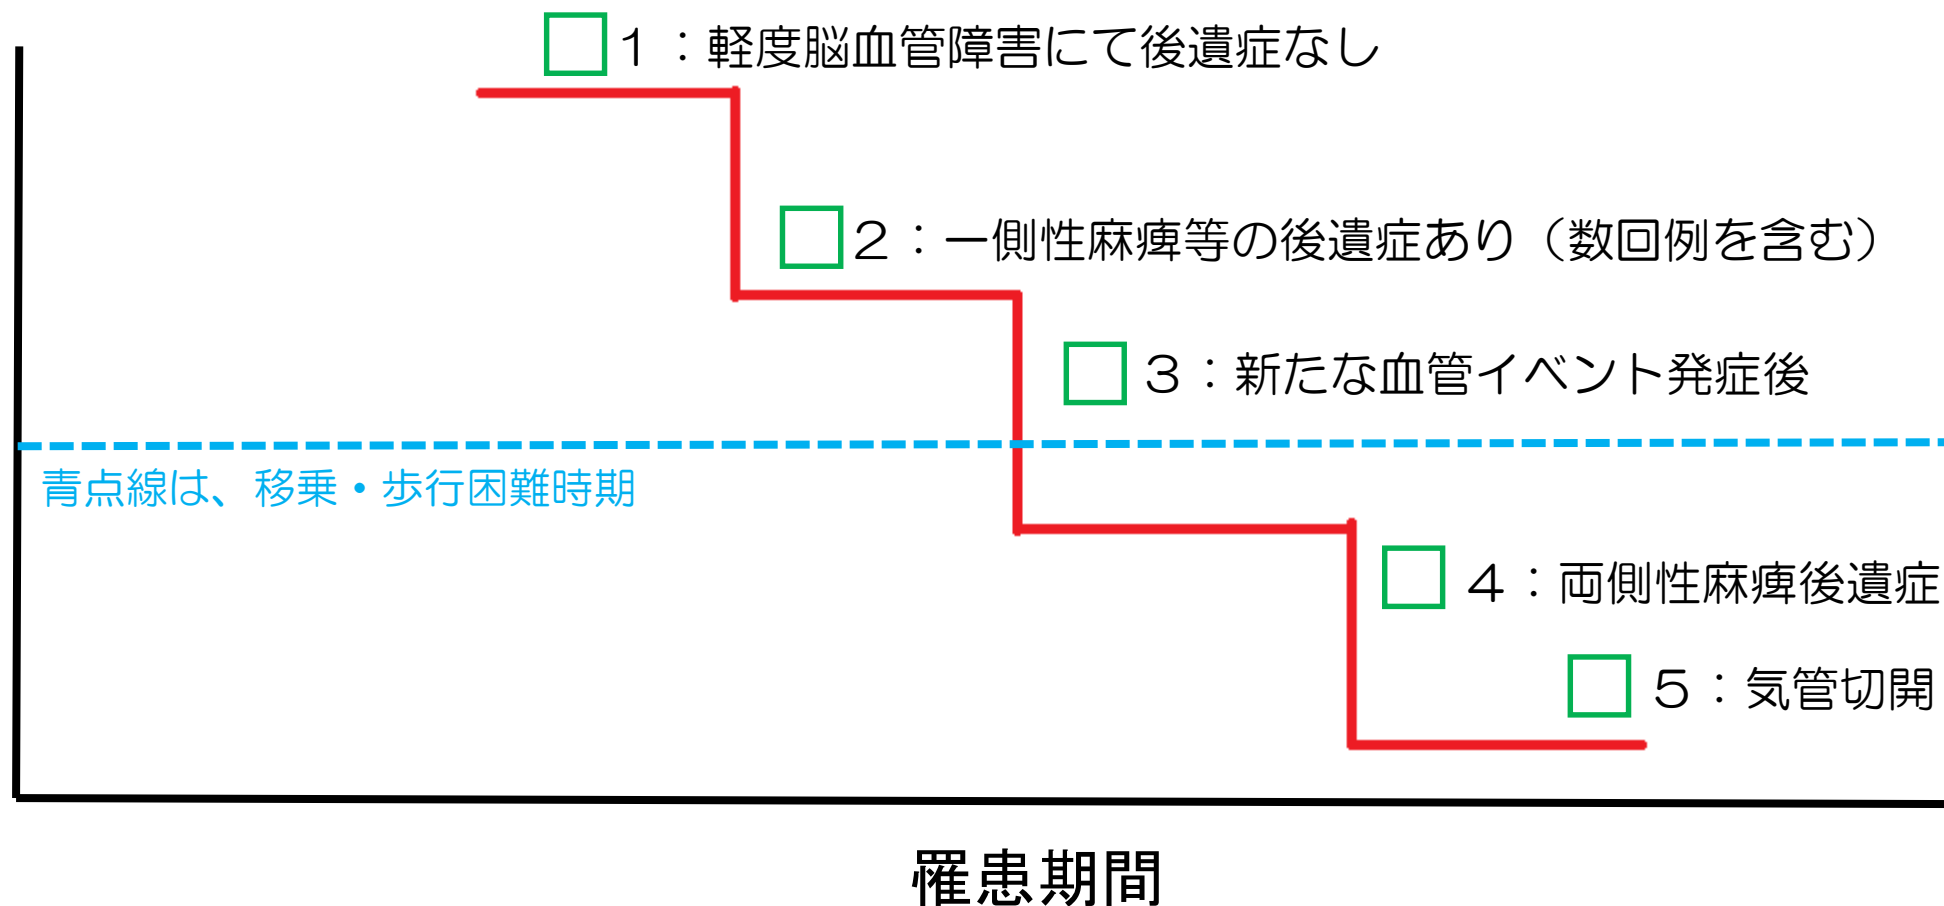 １：軽度脳血管障害にて後遺症なし
２：一側性麻痺等の後遺症あり（数回例を含む）
３：新たな血管イベント発症後
青点線は、移乗・歩行困難時期
４：両側性麻痺後遺症
５：気管切開
罹患期間